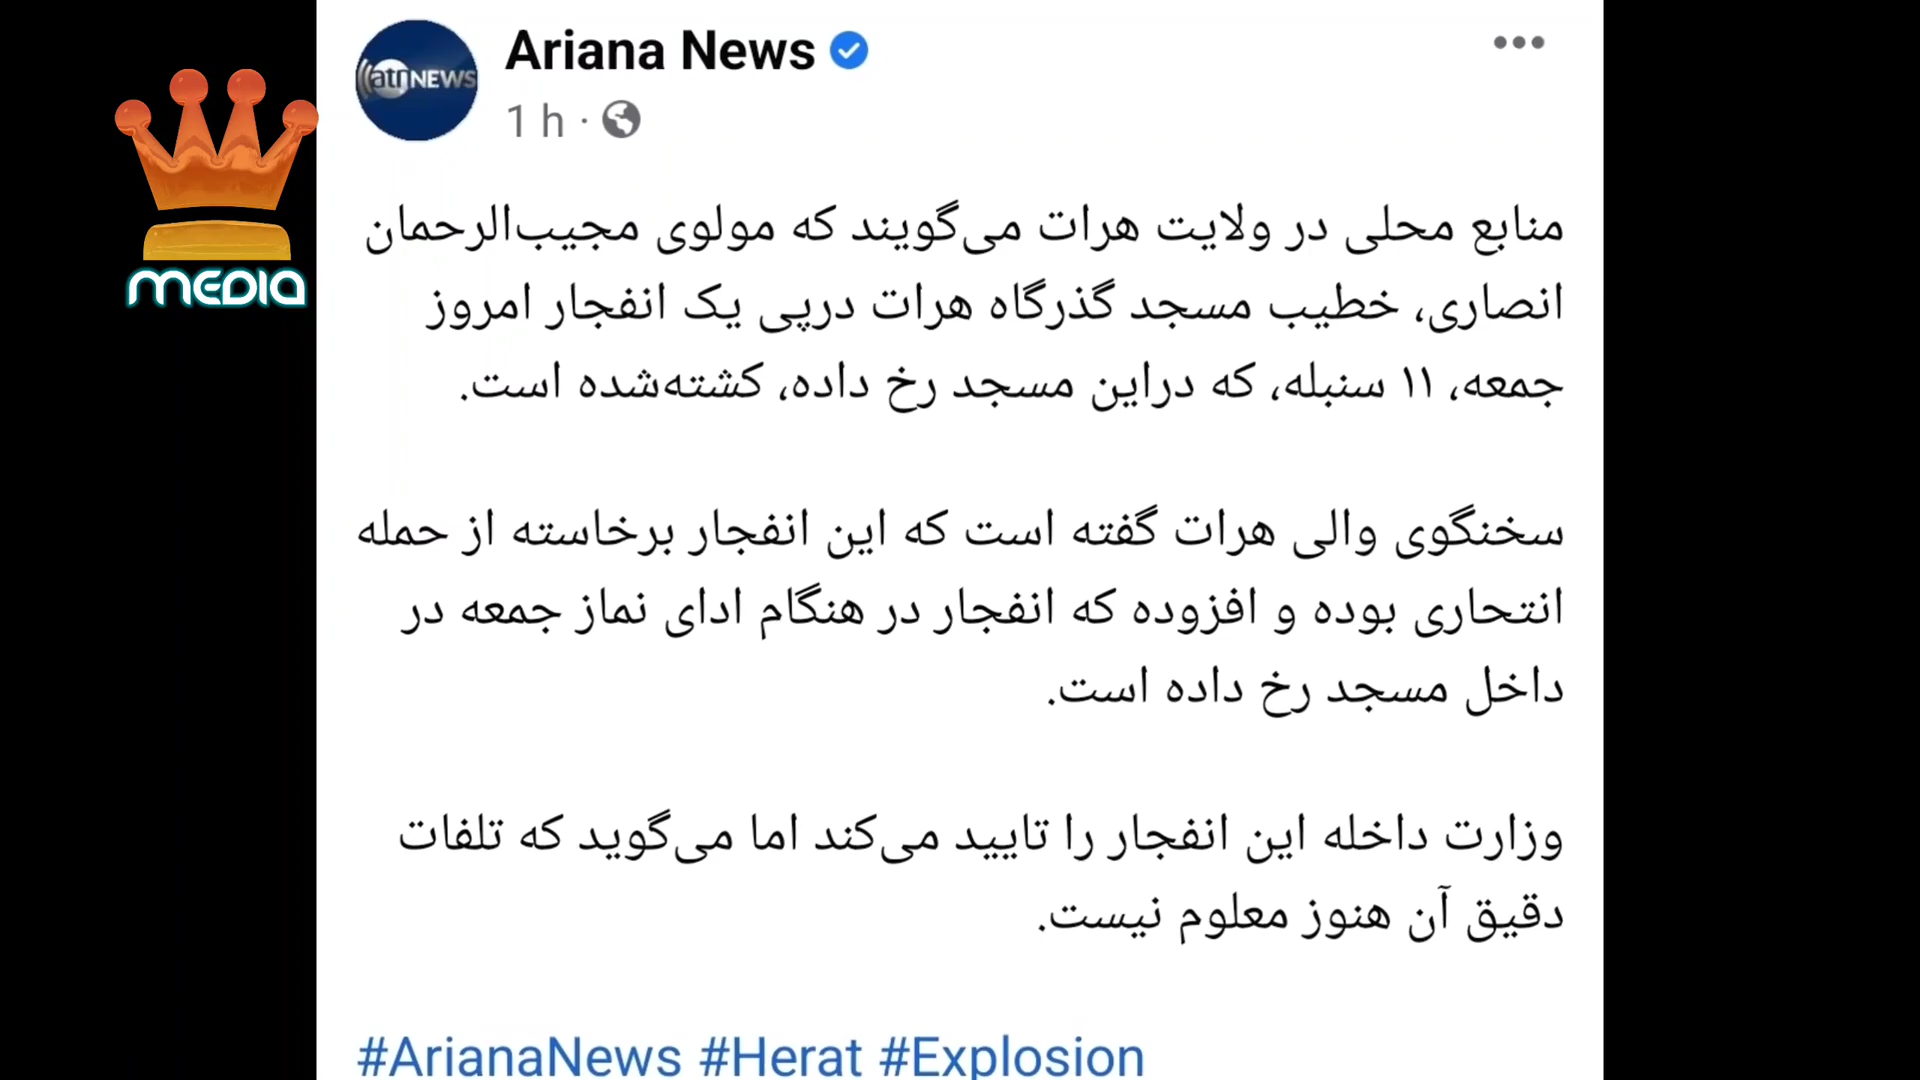 atn NEWS
Ariana News
1 h ·
MEDIA
منابع محلی در ولایت هرات می‌گویند که مولوی مجیب‌الرحمان
انصاری، خطیب مسجد گذرگاه هرات درپی یک انفجار امروز
جمعه، ۱۱ سنبله، که دراین مسجد رخ داده، کشته‌شده است.
سخنگوی والی هرات گفته است که این انفجار برخاسته از حمله
انتحاری بوده و افزوده که انفجار در هنگام ادای نماز جمعه در
داخل مسجد رخ داده است.
وزارت داخله این انفجار را تایید می‌کند اما می‌گوید که تلفات
دقیق آن هنوز معلوم نیست.
#ArianaNews #Herat #Explosion